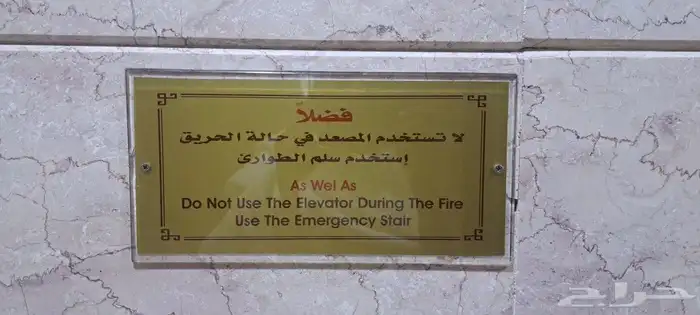 فضلاً
لا تستخدم المصعد في حالة الحريق
إستخدم سلم الطوارئ
As Wel As
Do Not Use The Elevator During The Fire
Use The Emergency Stair
حراج